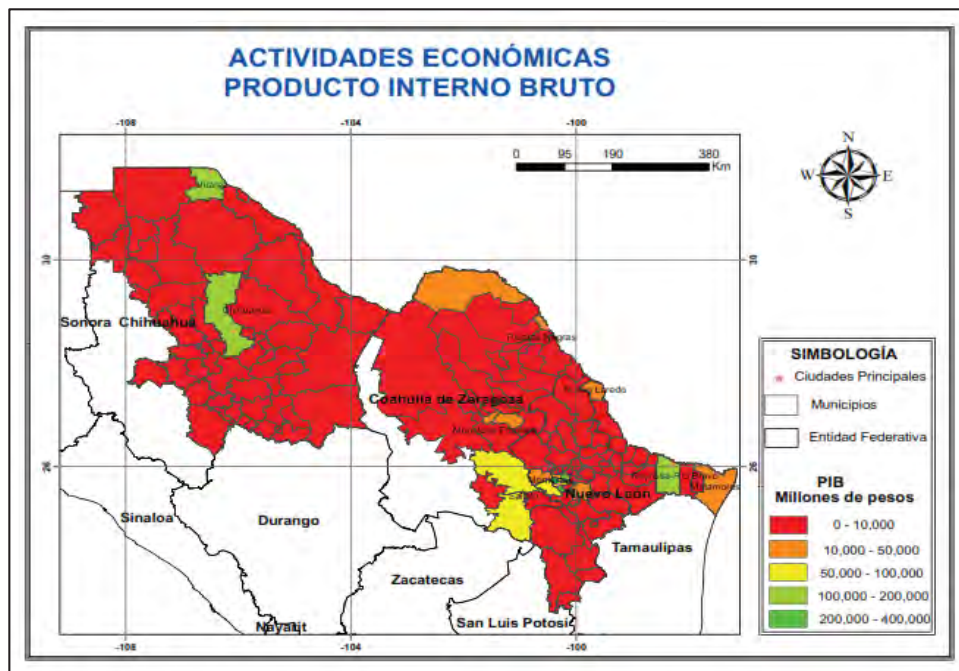 ACTIVIDADES ECONÓMICAS
PRODUCTO INTERNO BRUTO
-108
-104
-100
0 95 190 380
Km
N
W E
S
30
30
Sonora
Chihuahua
Coahuila de Zaragoza
26
26
Nuevo León
Sinaloa
Durango
Tamaulipas
Zacatecas
Nayatit
San Luis Potosí
-104
-100
SIMBOLOGÍA
Ciudades Principales
Municipios
Entidad Federativa
PIB
Millones de pesos
0 - 10,000
10,000 - 50,000
50,000 - 100,000
100,000 - 200,000
200,000 - 400,000